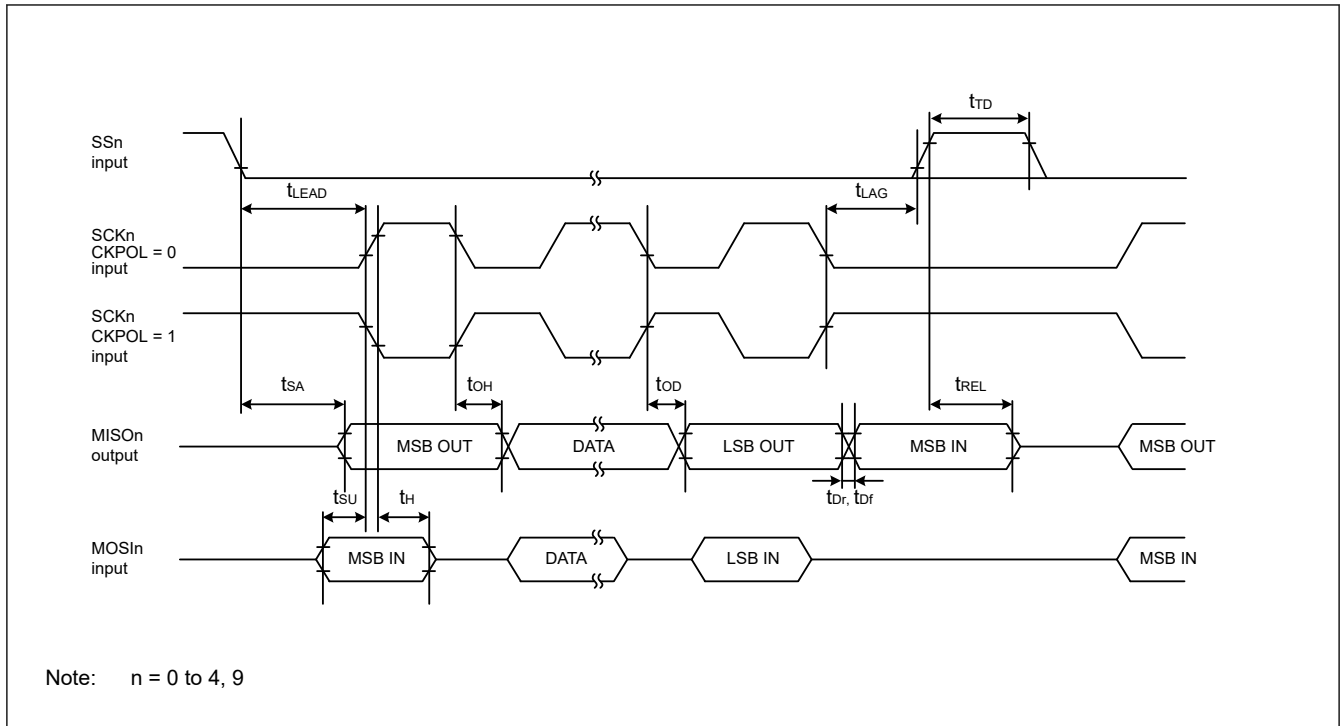 tTD
SSn
input
tLEAD
tLAG
SCKn
CKPOL = 0
input
SCKn
CKPOL = 1
input
tSA
tOH
tOD
tREL
MISOn
output
MSB OUT
DATA
LSB OUT
MSB IN
MSB OUT
tSU
tH
tDr, tDf
MOSIn
input
MSB IN
DATA
LSB IN
MSB IN
Note: n = 0 to 4, 9